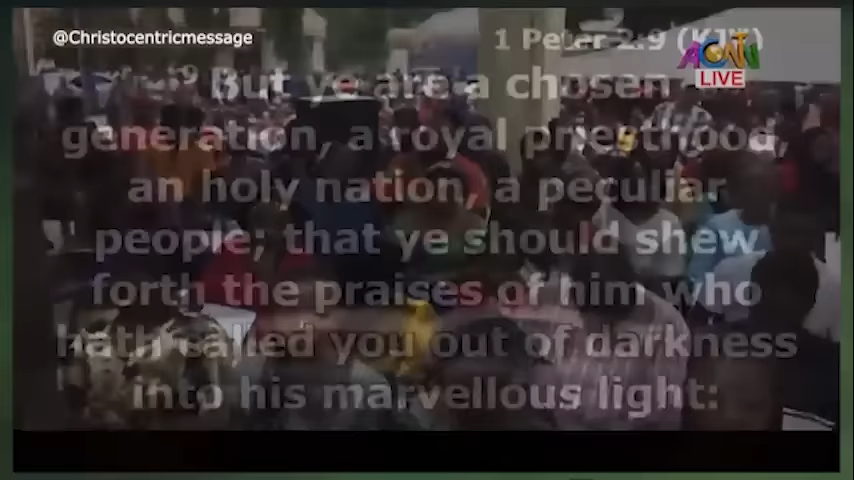 @Christocentricmessage
1 Peter 2:9 (KJV)
ACNN
LIVE
9 But ye are a chosen
generation, a royal priesthood,
an holy nation, a peculiar
people; that ye should shew
forth the praises of him who
hath called you out of darkness
into his marvellous light: